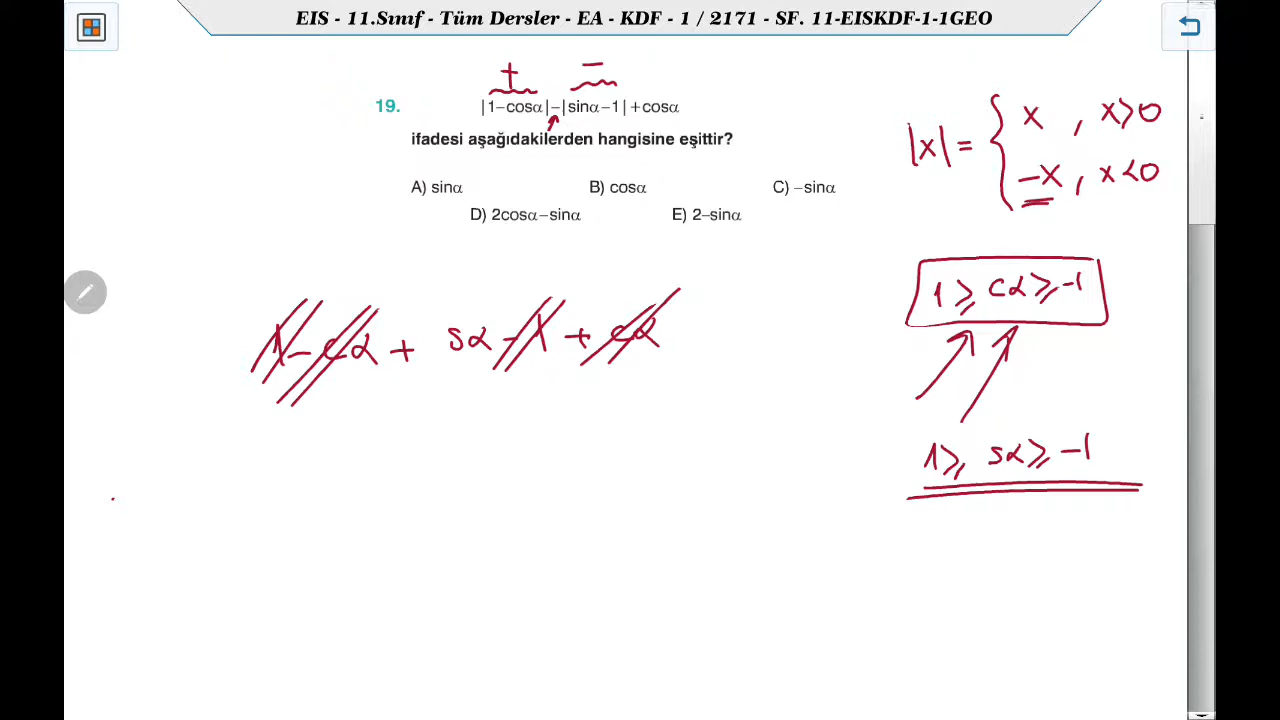 EIS - 11.Sınıf - Tüm Dersler - EA - KDF - 1 / 2171 - SF. 11-EISKDF-1-1GEO
+ −
19. |1−cosα|−|sinα−1|+cosα
ifadesi aşağıdakilerden hangisine eşittir?
A) sinα B) cosα C) −sinα
D) 2cosα−sinα E) 2−sinα
|x| = { x , x>0
−x , x<0
1 ≥ cα ≥ −1
1 − cα + sα − 1 + cα
1 ≥ sα ≥ −1